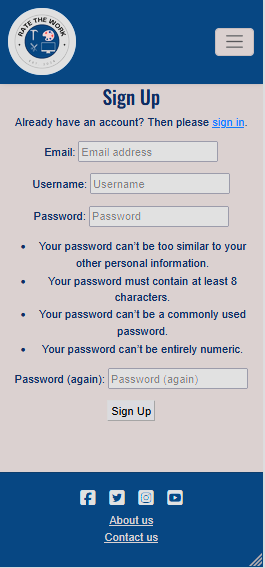 RATE THE WORK
Sign Up
Already have an account? Then please sign in.
Email: Email address
Username: Username
Password: Password
• Your password can't be too similar to your
other personal information.
• Your password must contain at least 8
characters.
• Your password can't be a commonly used
password.
• Your password can't be entirely numeric.
Password (again): Password (again)
Sign Up
About us
Contact us